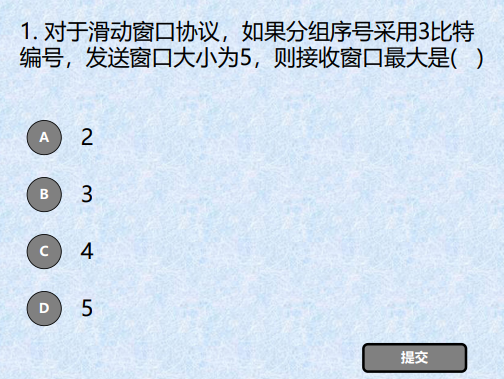 1. 对于滑动窗口协议，如果分组序号采用3比特
编号，发送窗口大小为5，则接收窗口最大是( )
A 2
B 3
C 4
D 5
提交